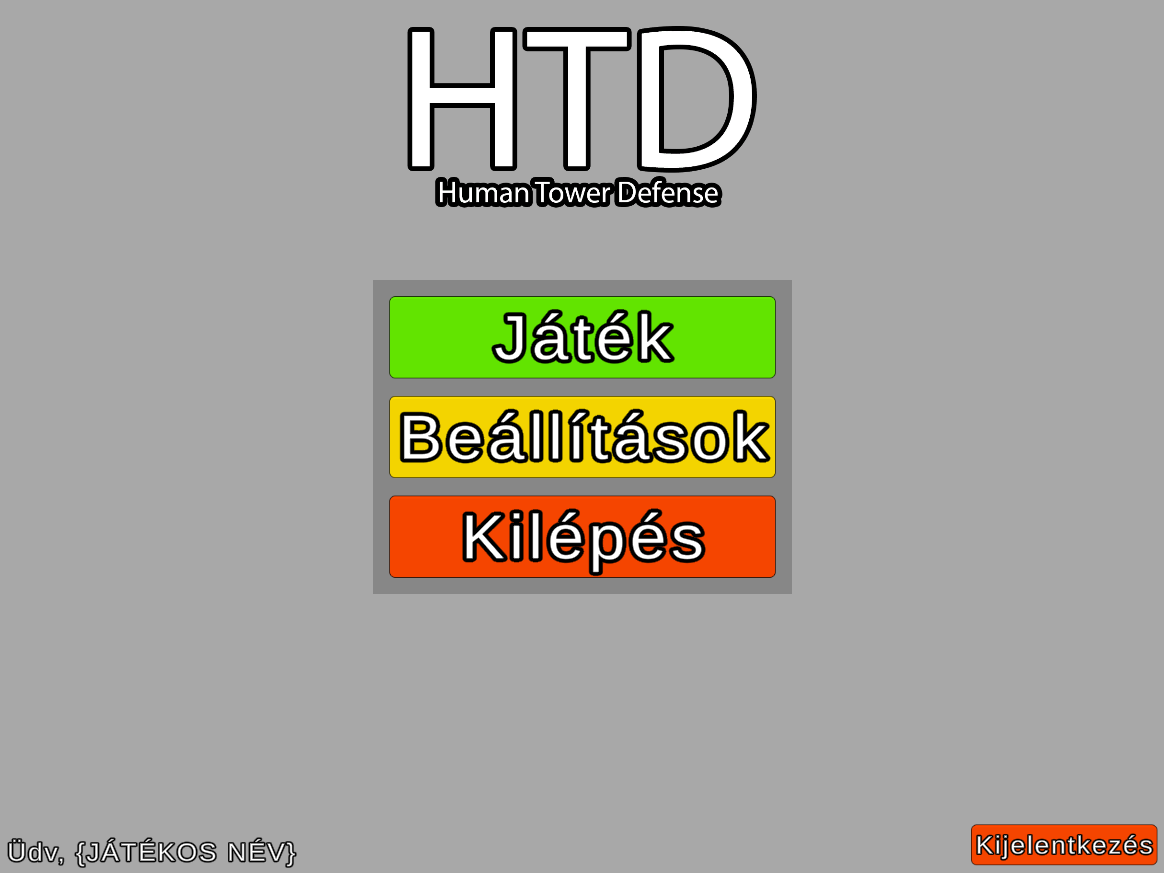 HTD
Human Tower Defense
Játék
Beállítások
Kilépés
Üdv, {JÁTÉKOS NÉV}
Kijelentkezés